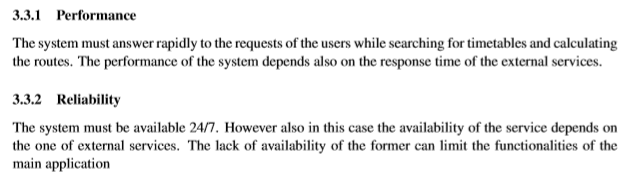 3.3.1 Performance
The system must answer rapidly to the requests of the users while searching for timetables and calculating
the routes. The performance of the system depends also on the response time of the external services.
3.3.2 Reliability
The system must be available 24/7. However also in this case the availability of the service depends on
the one of external services. The lack of availability of the former can limit the functionalities of the
main application